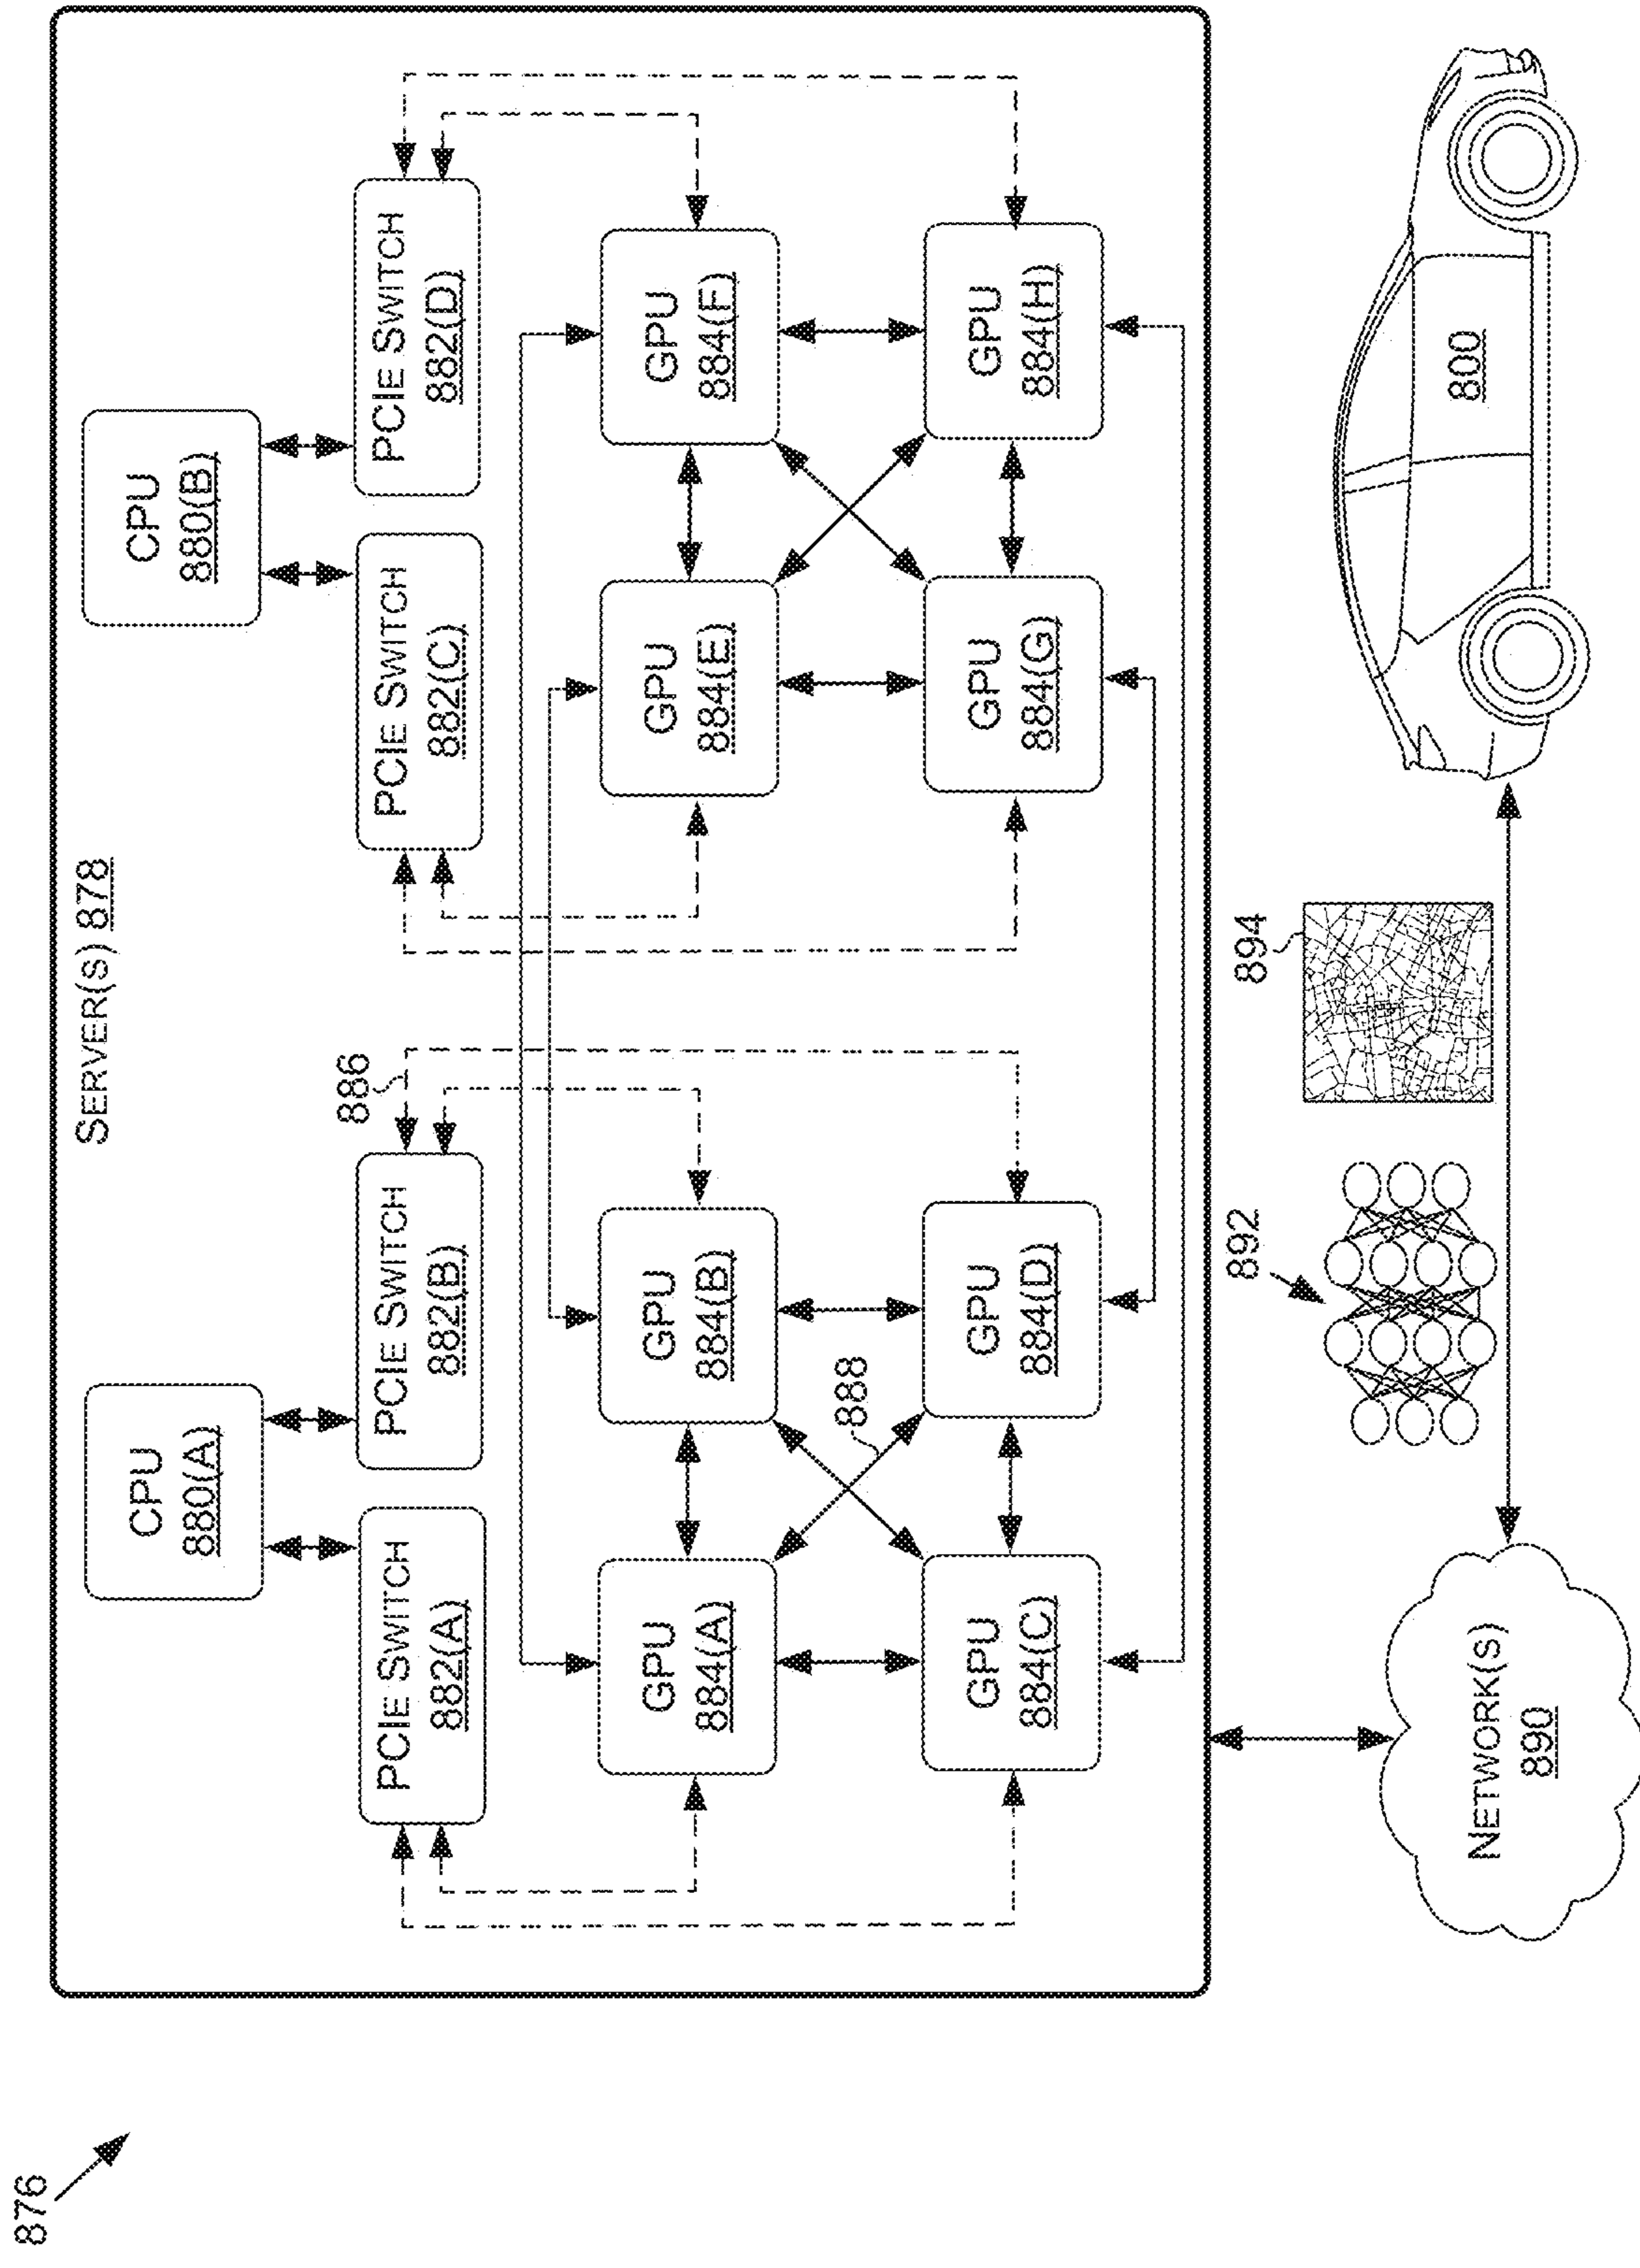 876
SERVER(S) 878
CPU
880(A)
CPU
880(B)
PCIE SWITCH
882(A)
PCIE SWITCH
882(B)
886
PCIE SWITCH
882(C)
PCIE SWITCH
882(D)
GPU
884(A)
GPU
884(B)
GPU
884(E)
GPU
884(F)
888
GPU
884(C)
GPU
884(D)
GPU
884(G)
GPU
884(H)
NETWORK(S)
890
892
894
800